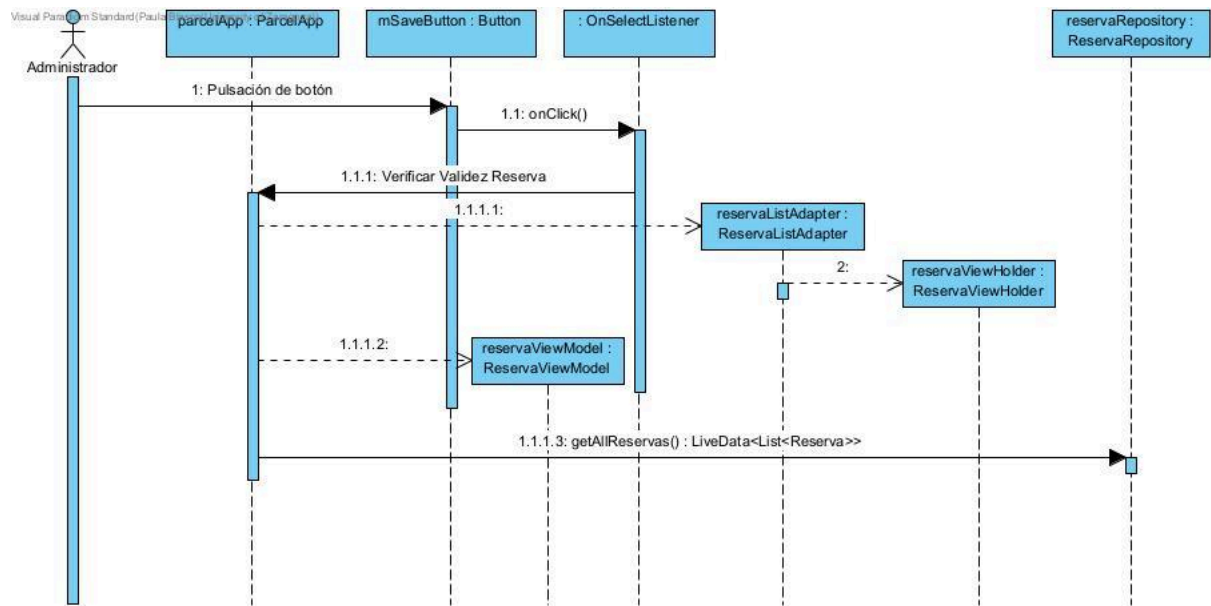 Visual Paradigm Standard(Paula
parcelApp : ParcelApp
mSaveButton : Button
: OnSelectListener
reservaRepository :
ReservaRepository
Administrador
1: Pulsación de botón
1.1: onClick()
1.1.1: Verificar Validez Reserva
1.1.1.1:
reservaListAdapter :
ReservaListAdapter
2:
reservaViewHolder :
ReservaViewHolder
1.1.1.2:
reservaViewModel :
ReservaViewModel
1.1.1.3: getAllReservas() : LiveData<List<Reserva>>